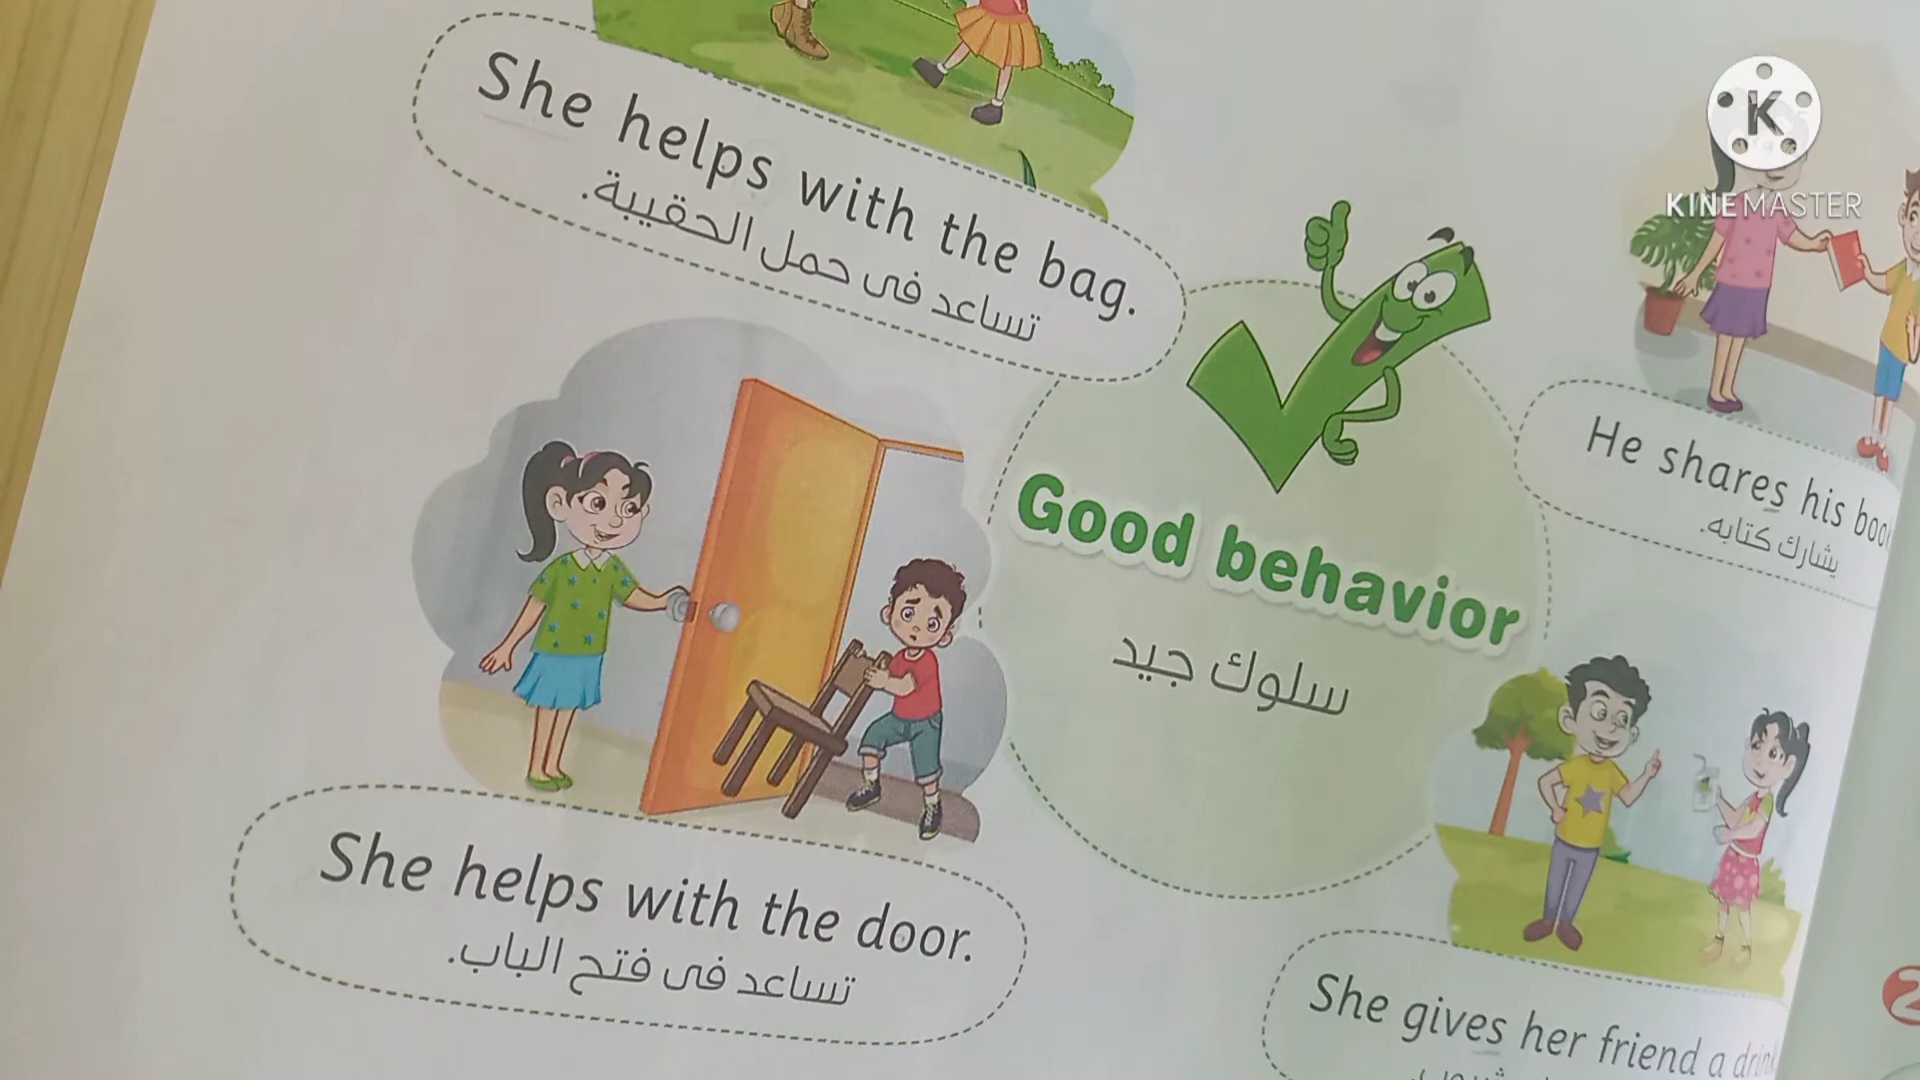 She helps with the bag.
تساعد فى حمل الحقيبة.
K
KINEMASTER
Good behavior
سلوك جيد
He shares his
يشارك كتابه.
She helps with the door.
تساعد فى فتح الباب.
She gives her friend a
2